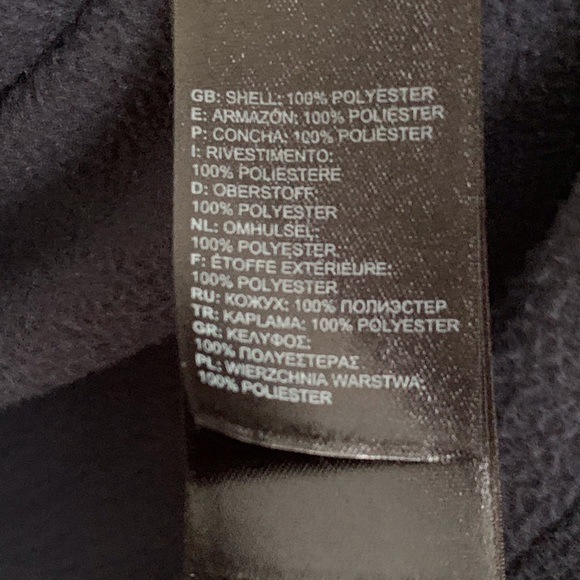 GB: SHELL: 100% POLYESTER
E: ARMAZÓN: 100% POLIÉSTER
P: CONCHA: 100% POLIÉSTER
I: RIVESTIMENTO:
100% POLIESTERE
D: OBERSTOFF:
100% POLYESTER
NL: OMHULSEL:
100% POLYESTER
F: ÉTOFFE EXTÉRIEURE:
100% POLYESTER
RU: КОЖУХ: 100% ПОЛИЭСТЕР
TR: KAPLAMA: 100% POLYESTER
GR: ΚΕΛΥΦΟΣ:
100% ΠΟΛΥΕΣΤΕΡΑΣ
PL: WIERZCHNIA WARSTWA:
100% POLIESTER